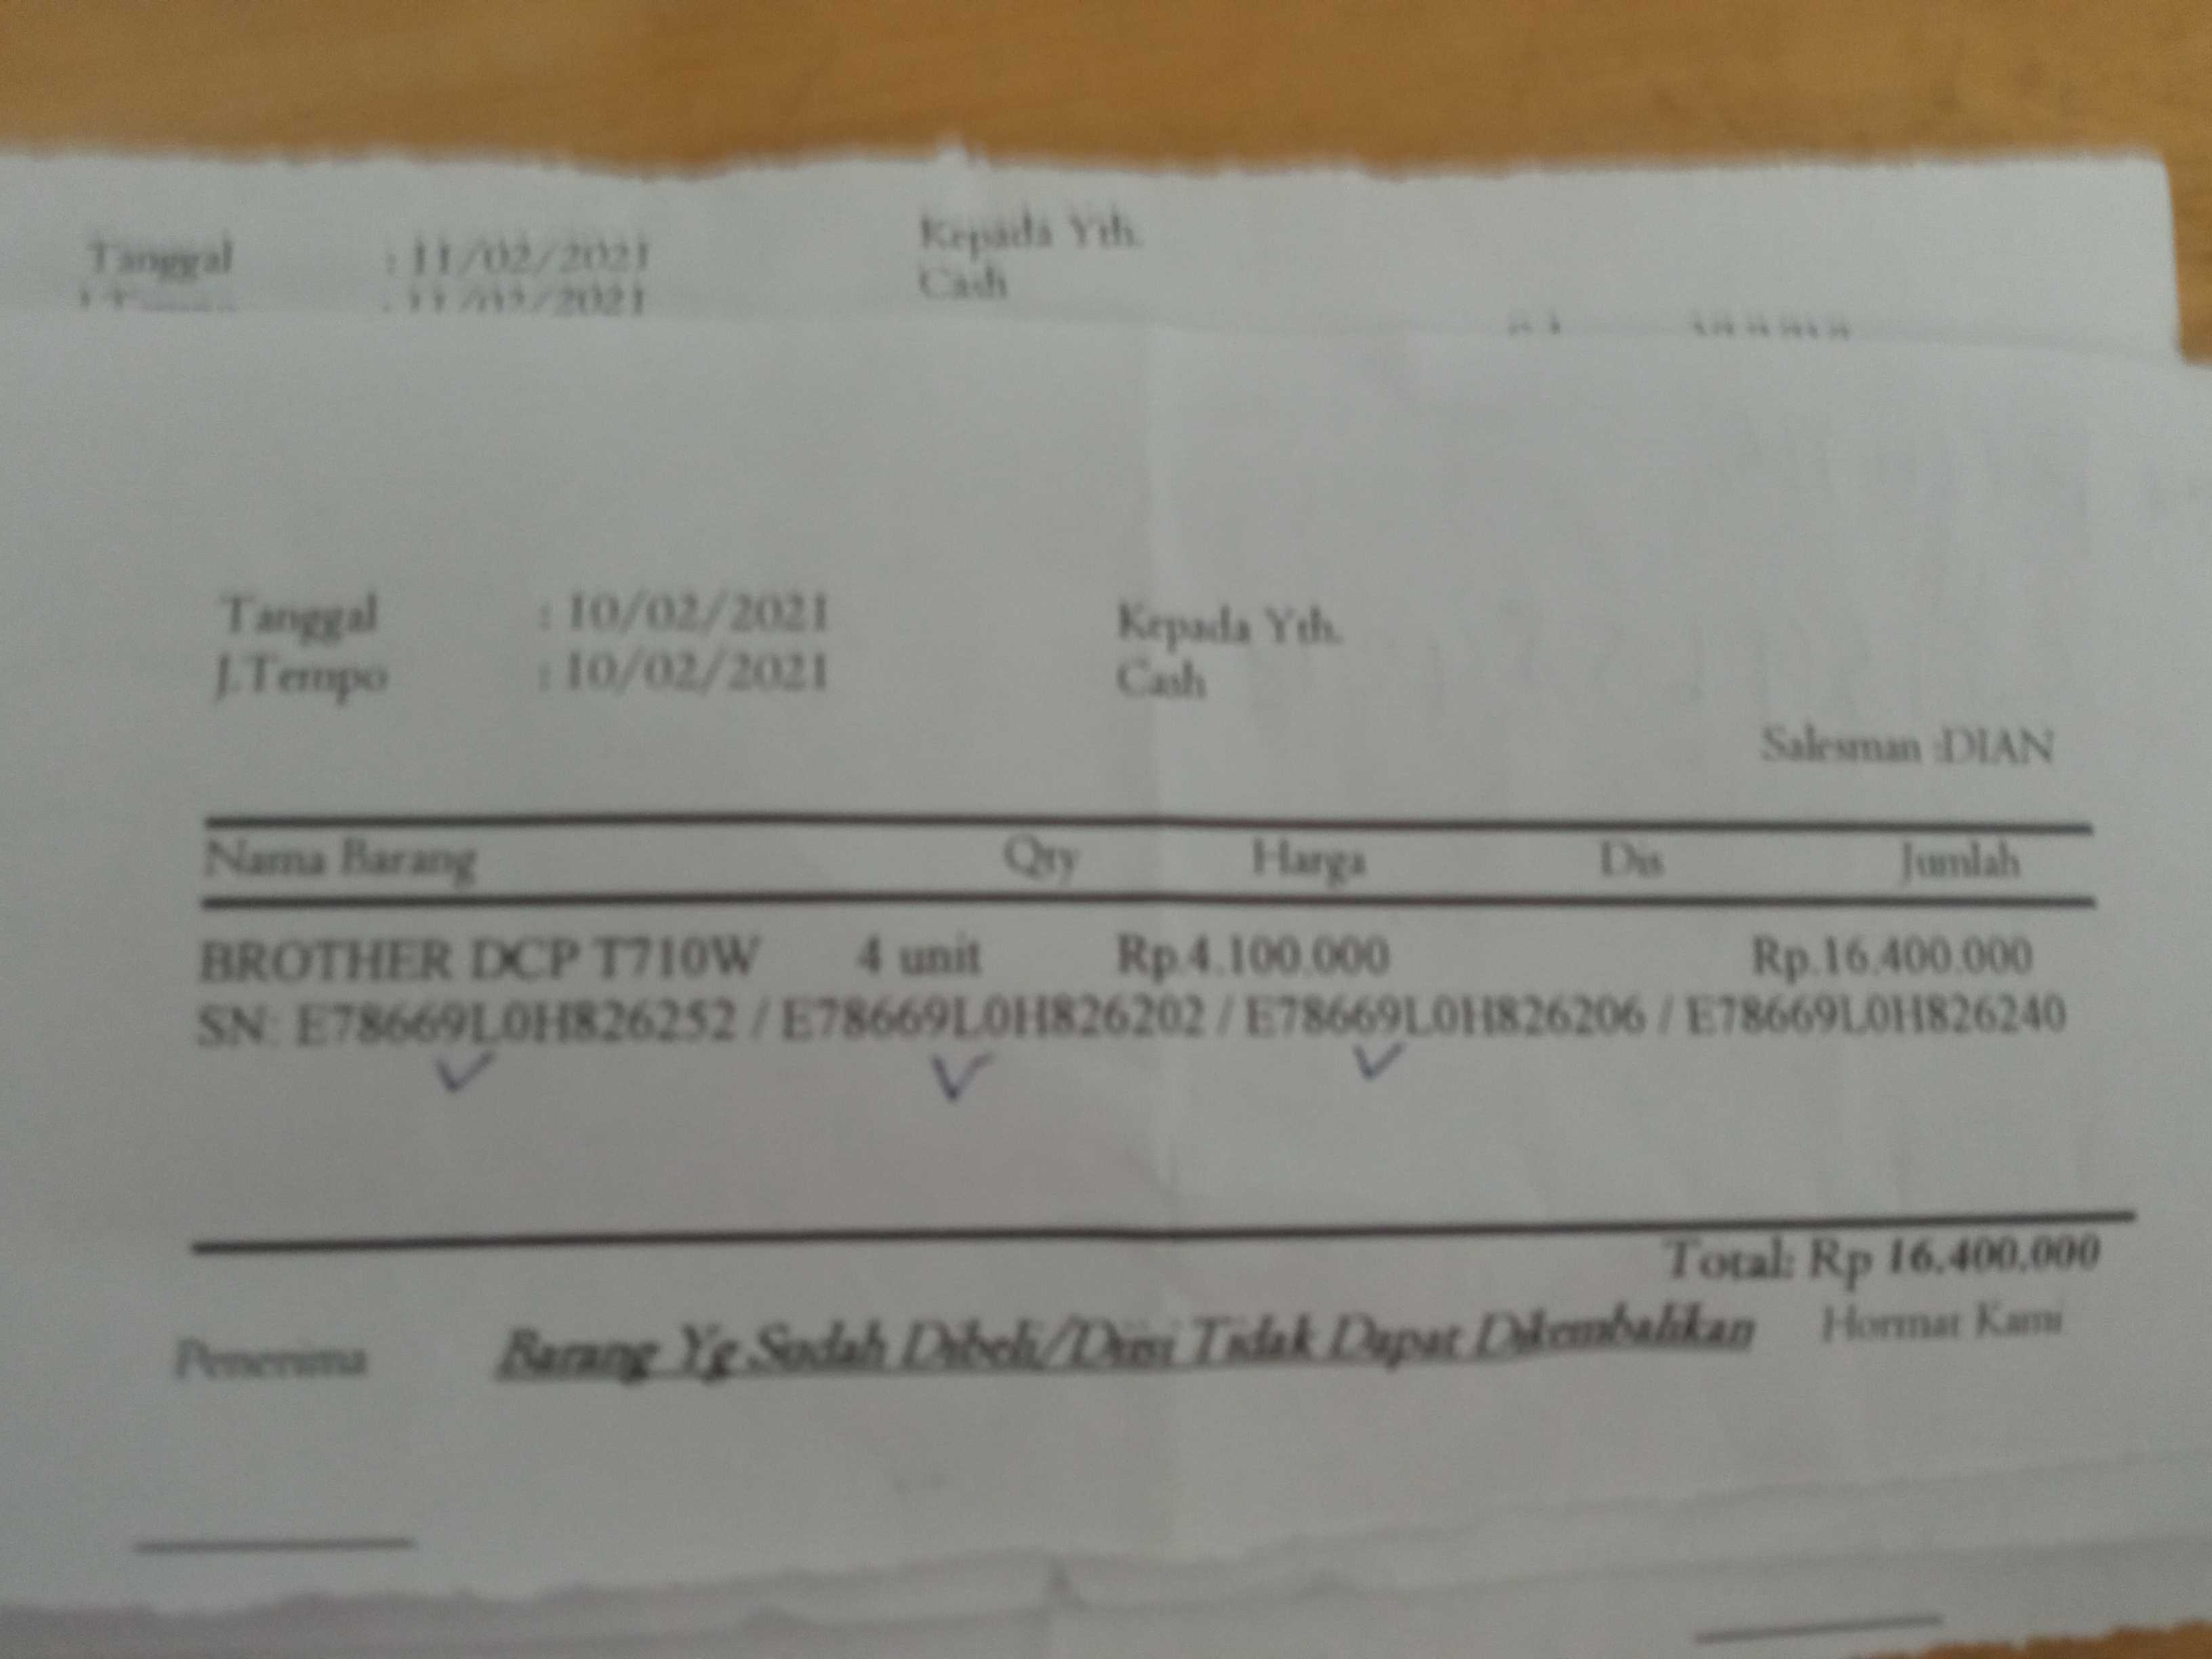 Tanggal : 11/02/2021 Kepada Yth.
Cash
: 11/02/2021
Tanggal : 10/02/2021 Kepada Yth.
J.Tempo : 10/02/2021 Cash
Salesman :DIAN
Nama Barang Qty Harga Dis Jumlah
BROTHER DCP T710W 4 unit Rp.4.100.000 Rp.16.400.000
SN: E78669L0H826252 / E78669L0H826202 / E78669L0H826206 / E78669L0H826240
Total: Rp 16.400.000
Penerima Barang Yg Sudah Dibeli/Diisi Tidak Dapat Dikembalikan Hormat Kami